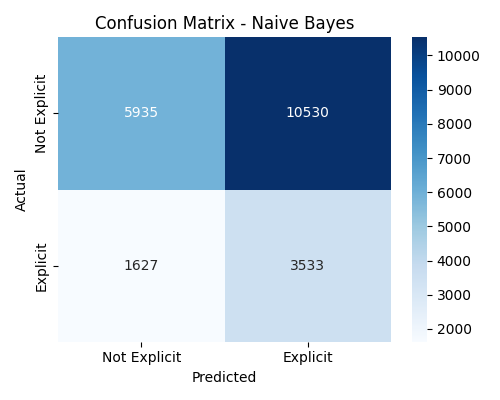 Confusion Matrix - Naive Bayes
Not Explicit
5935 10530
Actual
Explicit
1627 3533
Not Explicit Explicit
Predicted
10000
9000
8000
7000
6000
5000
4000
3000
2000